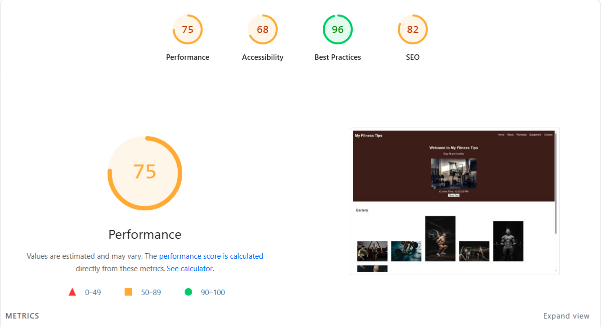 75
68
96
82
Performance
Accessibility
Best Practices
SEO
75
Performance
Values are estimated and may vary. The performance score is calculated
directly from these metrics. See calculator.
0–49
50–89
90–100
My Fitness Tips
Welcome to My Fitness Tips
Gallery
METRICS
Expand view